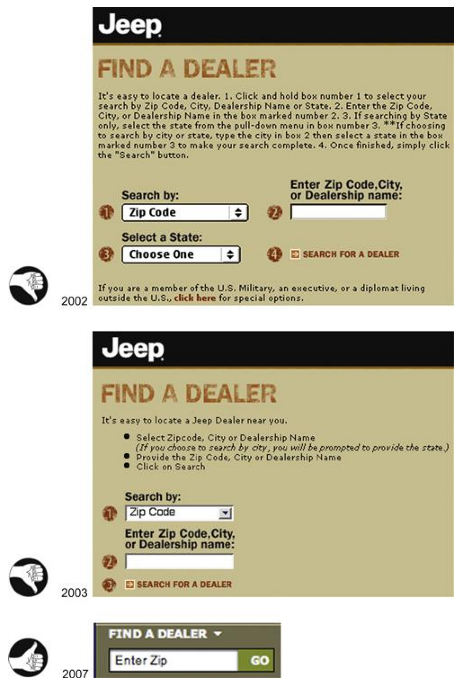 Jeep
FIND A DEALER
It's easy to locate a dealer. 1. Click and hold box number 1 to select your
search by Zip Code, City, Dealership Name or State. 2. Enter the Zip Code,
City, or Dealership Name in the box marked number 2. 3. If searching by State
only, select the state from the pull-down menu in box number 3. **If choosing
to search by city or state, type the city in box 2 then select a state in the box
marked number 3 to make your search complete. 4. Once finished, simply click
the "Search" button.
Search by:
1 Zip Code
Enter Zip Code,City,
or Dealership name:
2
Select a State:
3 Choose One
4 SEARCH FOR A DEALER
If you are a member of the U.S. Military, an executive, or a diplomat living
outside the U.S., click here for special options.
2002
Jeep
FIND A DEALER
It's easy to locate a Jeep Dealer near you.
Select Zipcode, City or Dealership Name
(If you choose to search by city, you will be prompted to provide the state.)
Provide the Zip Code, City or Dealership Name
Click on Search
Search by:
1 Zip Code
Enter Zip Code,City,
or Dealership name:
2
3 SEARCH FOR A DEALER
2003
FIND A DEALER
Enter Zip GO
2007